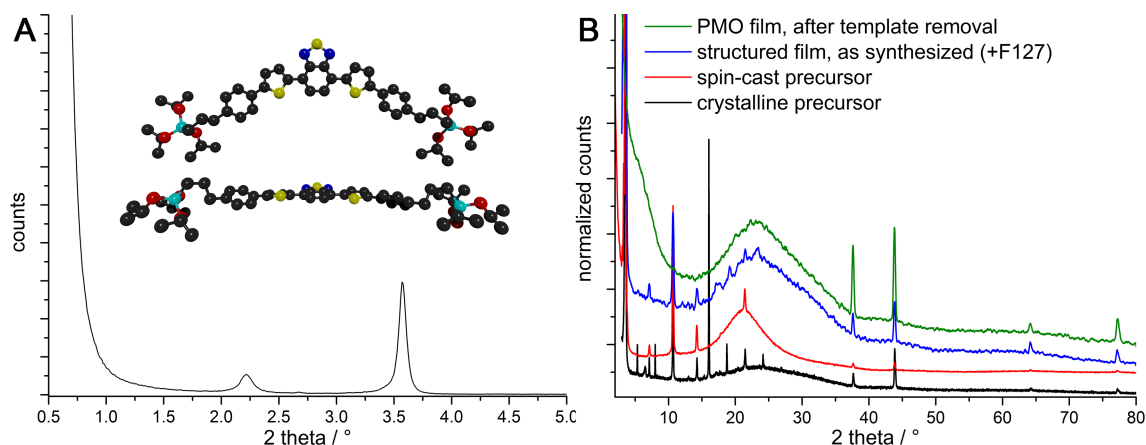 A
counts
0.5 1.0 1.5 2.0 2.5 3.0 3.5 4.0 4.5 5.0
2 theta / °
B
PMO film, after template removal
structured film, as synthesized (+F127)
spin-cast precursor
crystalline precursor
normalized counts
10 20 30 40 50 60 70 80
2 theta / °